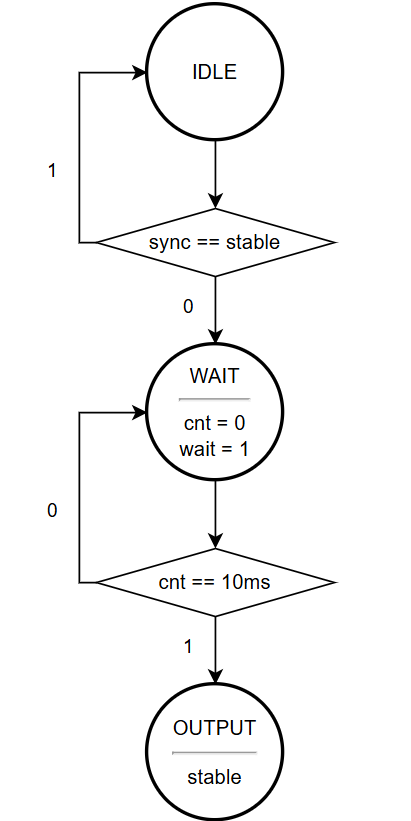 IDLE
1
sync == stable
0
WAIT
cnt = 0
wait = 1
0
cnt == 10ms
1
OUTPUT
stable